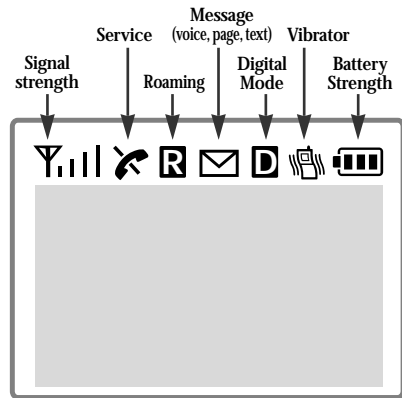 Message
Service (voice, page, text) Vibrator
Signal strength
Roaming
Digital Mode
Battery Strength
R
D